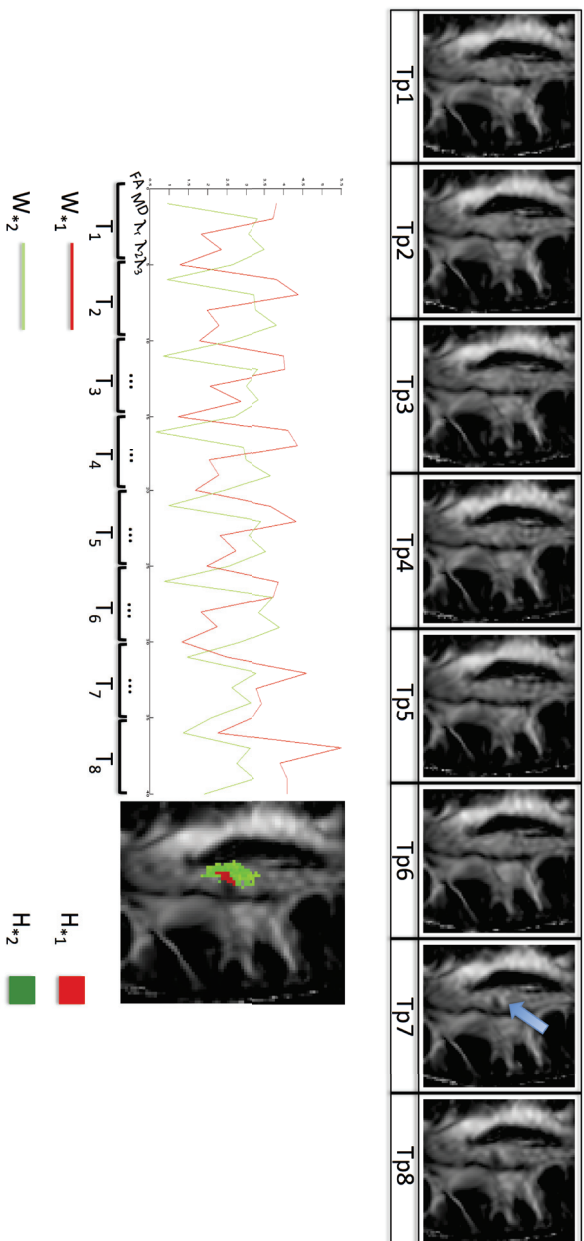 Tp1 Tp2 Tp3 Tp4 Tp5 Tp6 Tp7 Tp8
FA MD λ₁ λ₂ λ₃ ... ... ... ... ...
T₁ T₂ T₃ T₄ T₅ T₆ T₇ T₈
W*₁ H*₁
W*₂ H*₂